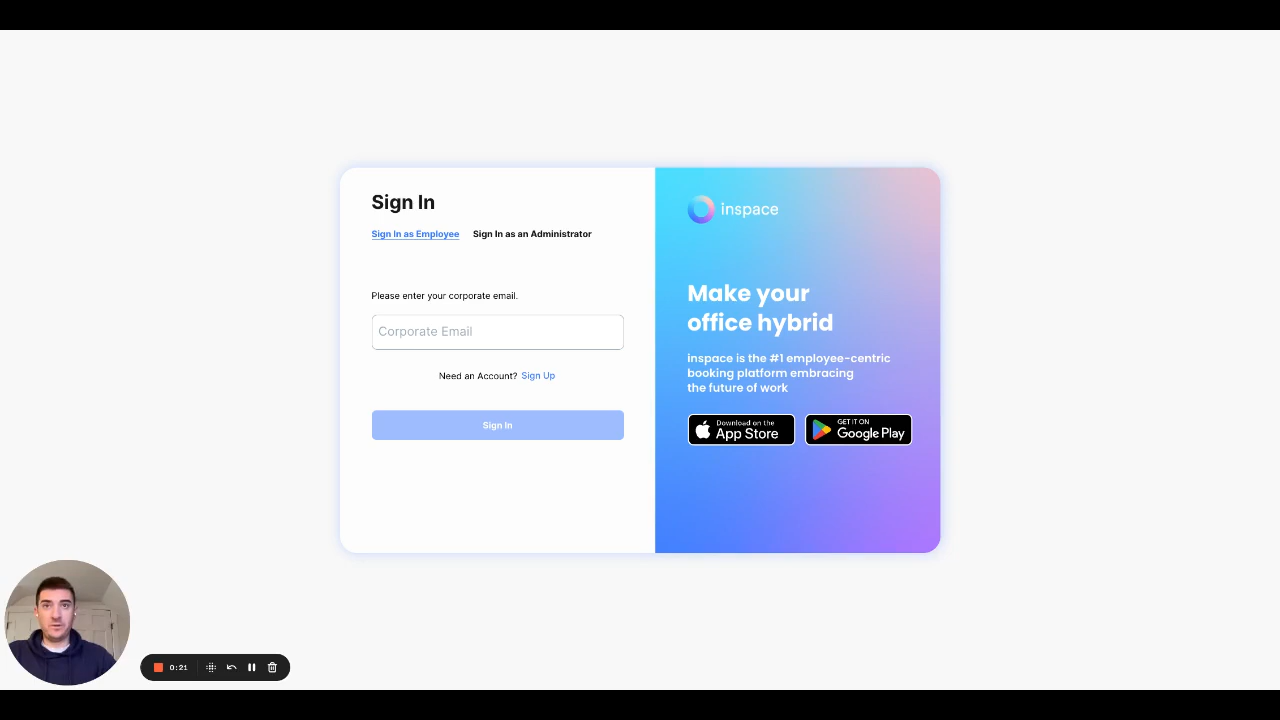 Sign In
Sign In as Employee Sign In as an Administrator
Please enter your corporate email.
Corporate Email
Need an Account? Sign Up
Sign In
inspace
Make your
office hybrid
inspace is the #1 employee-centric
booking platform embracing
the future of work
Download on the
App Store
GET IT ON
Google Play
0:21